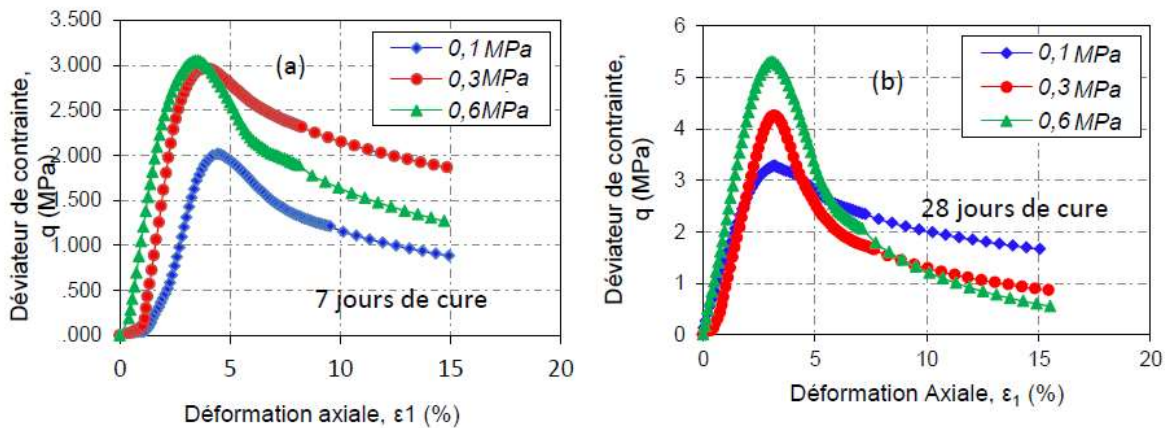 Déviateur de contrainte,
q (MPa)
3.500
3.000
2.500
2.000
1.500
1.000
.500
.000
0
5
10
15
20
(a)
0,1 MPa
0,3MPa
0,6MPa
7 jours de cure
Déformation axiale, ε1 (%)
Déviateur de contrainte,
q (MPa)
6
5
4
3
2
1
0
0
5
10
15
20
(b)
0,1 MPa
0,3 MPa
0,6 MPa
28 jours de cure
Déformation Axiale, ε1 (%)